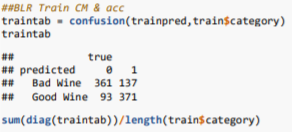 ##BLR Train CM & acc
traintab = confusion(trainpred,train$category)
traintab
## true
## predicted 0 1
## Bad Wine 361 137
## Good Wine 93 371
sum(diag(traintab))/length(train$category)